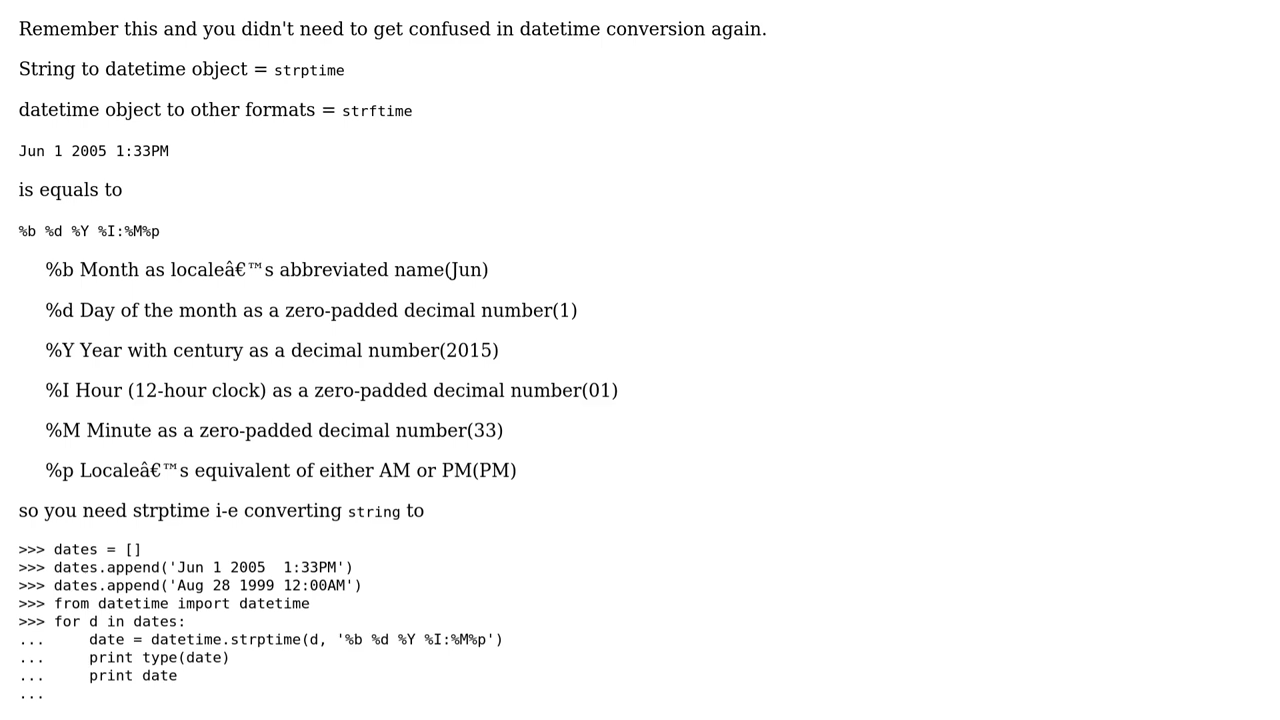 Remember this and you didn't need to get confused in datetime conversion again.
String to datetime object = strptime
datetime object to other formats = strftime
Jun 1 2005 1:33PM
is equals to
%b %d %Y %I:%M%p
%b Month as localeâ€™s abbreviated name(Jun)
%d Day of the month as a zero-padded decimal number(1)
%Y Year with century as a decimal number(2015)
%I Hour (12-hour clock) as a zero-padded decimal number(01)
%M Minute as a zero-padded decimal number(33)
%p Localeâ€™s equivalent of either AM or PM(PM)
so you need strptime i-e converting string to
>>> dates = []
>>> dates.append('Jun 1 2005  1:33PM')
>>> dates.append('Aug 28 1999 12:00AM')
>>> from datetime import datetime
>>> for d in dates:
...     date = datetime.strptime(d, '%b %d %Y %I:%M%p')
...     print type(date)
...     print date
...